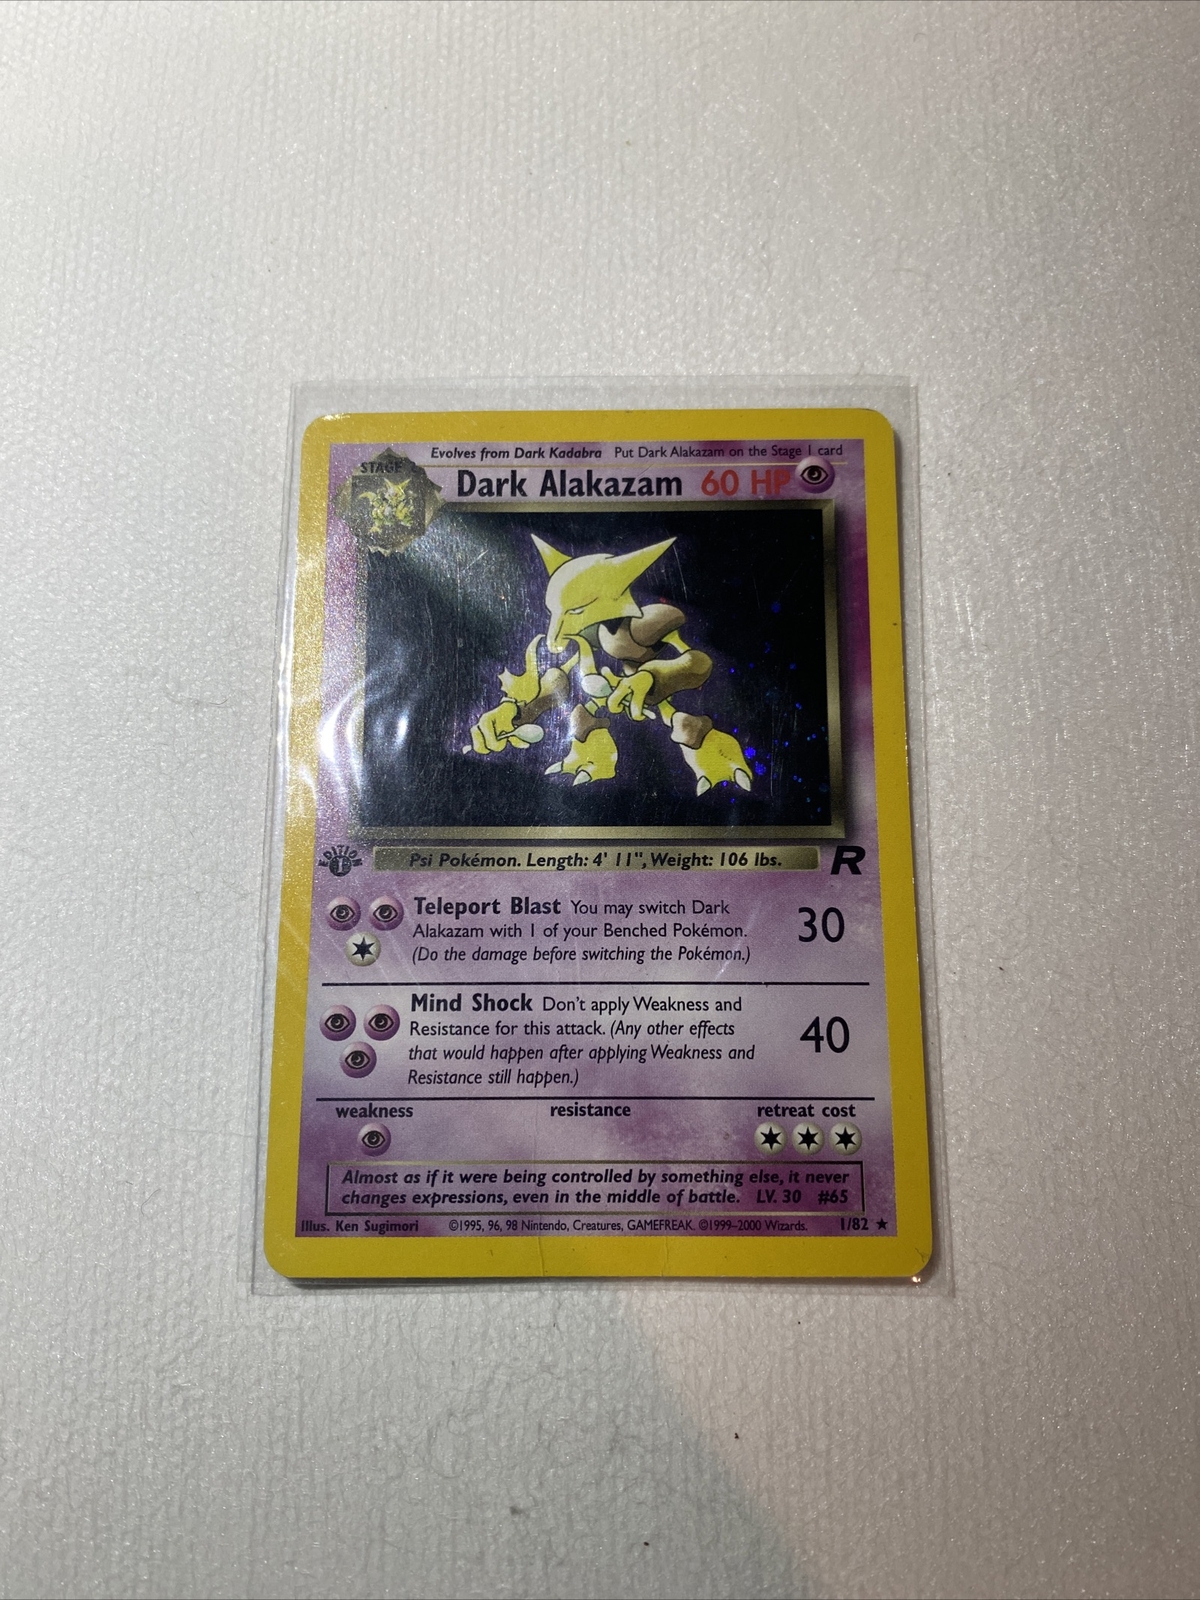 Evolves from Dark Kadabra Put Dark Alakazam on the Stage 1 card
STAGE
Dark Alakazam 60 HP
EDITION
1
Psi Pokémon. Length: 4' 11", Weight: 106 lbs.
R
Teleport Blast You may switch Dark
Alakazam with 1 of your Benched Pokémon.
(Do the damage before switching the Pokémon.)
30
Mind Shock Don't apply Weakness and
Resistance for this attack. (Any other effects
that would happen after applying Weakness and
Resistance still happen.)
40
weakness resistance retreat cost
Almost as if it were being controlled by something else, it never
changes expressions, even in the middle of battle. LV. 30 #65
Illus. Ken Sugimori ©1995, 96, 98 Nintendo, Creatures, GAMEFREAK. ©1999–2000 Wizards. 1/82 ★